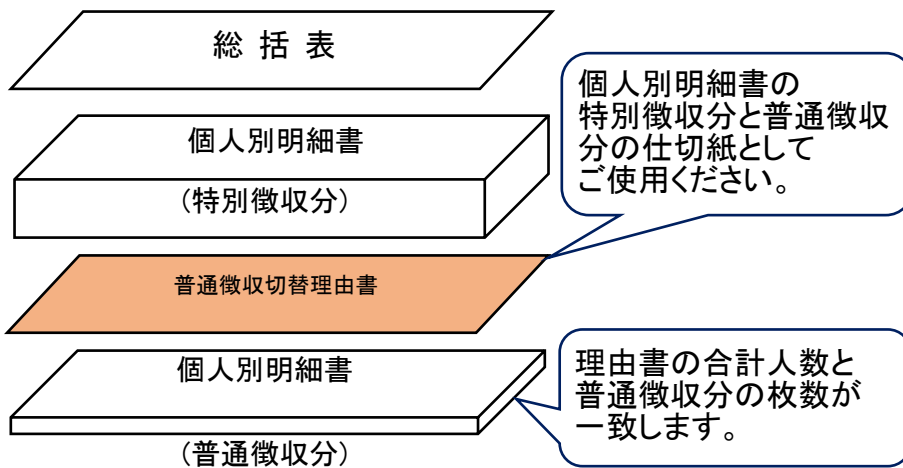 総 括 表
個人別明細書
(特別徴収分)
個人別明細書の
特別徴収分と普通徴収
分の仕切紙として
ご使用ください。
普通徴収切替理由書
個人別明細書
(普通徴収分)
理由書の合計人数と
普通徴収分の枚数が
一致します。